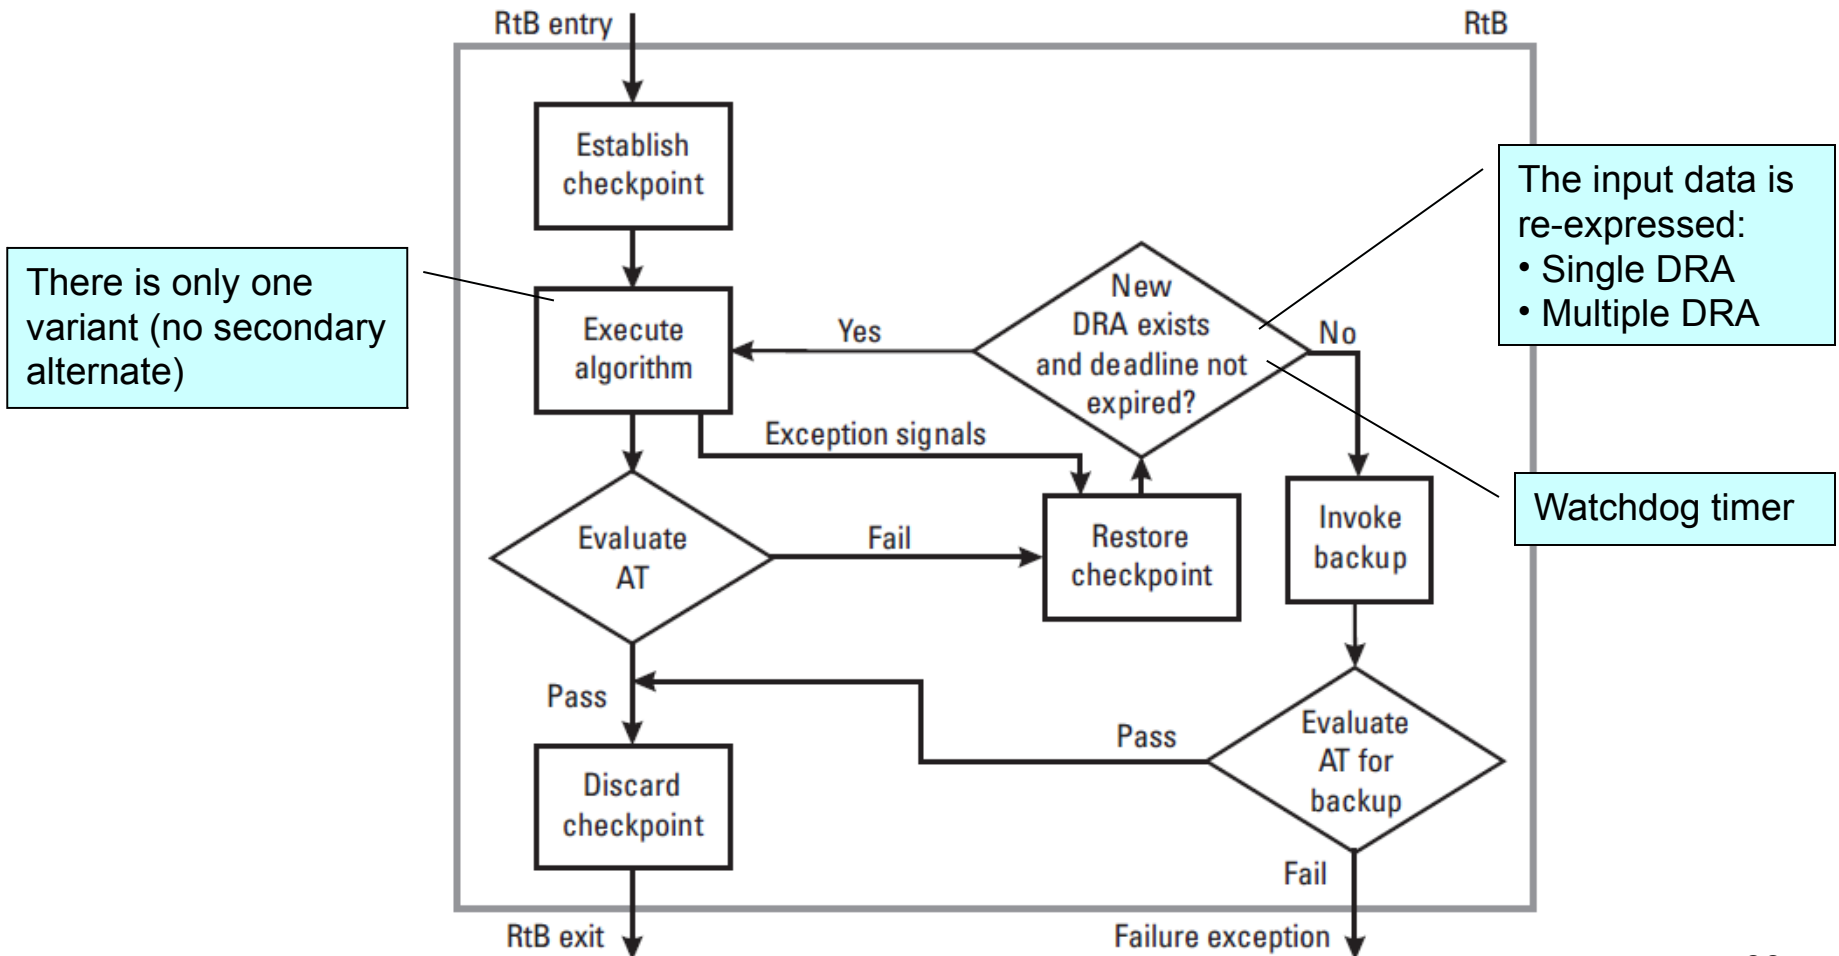 RtB entry
RtB
Establish
checkpoint
There is only one
variant (no secondary
alternate)
Execute
algorithm
Yes
New
DRA exists
and deadline not
expired?
No
The input data is
re-expressed:
• Single DRA
• Multiple DRA
Exception signals
Watchdog timer
Evaluate
AT
Fail
Restore
checkpoint
Invoke
backup
Pass
Pass
Evaluate
AT for
backup
Discard
checkpoint
Fail
RtB exit
Failure exception